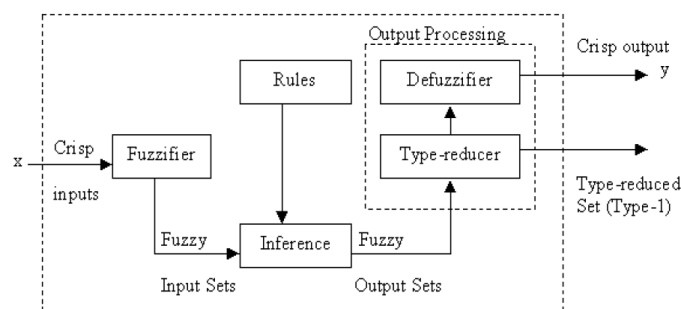 Output Processing
Crisp output
y
Rules
Defuzzifier
x
Crisp
inputs
Fuzzifier
Type-reducer
Type-reduced
Set (Type-1)
Fuzzy
Input Sets
Inference
Fuzzy
Output Sets